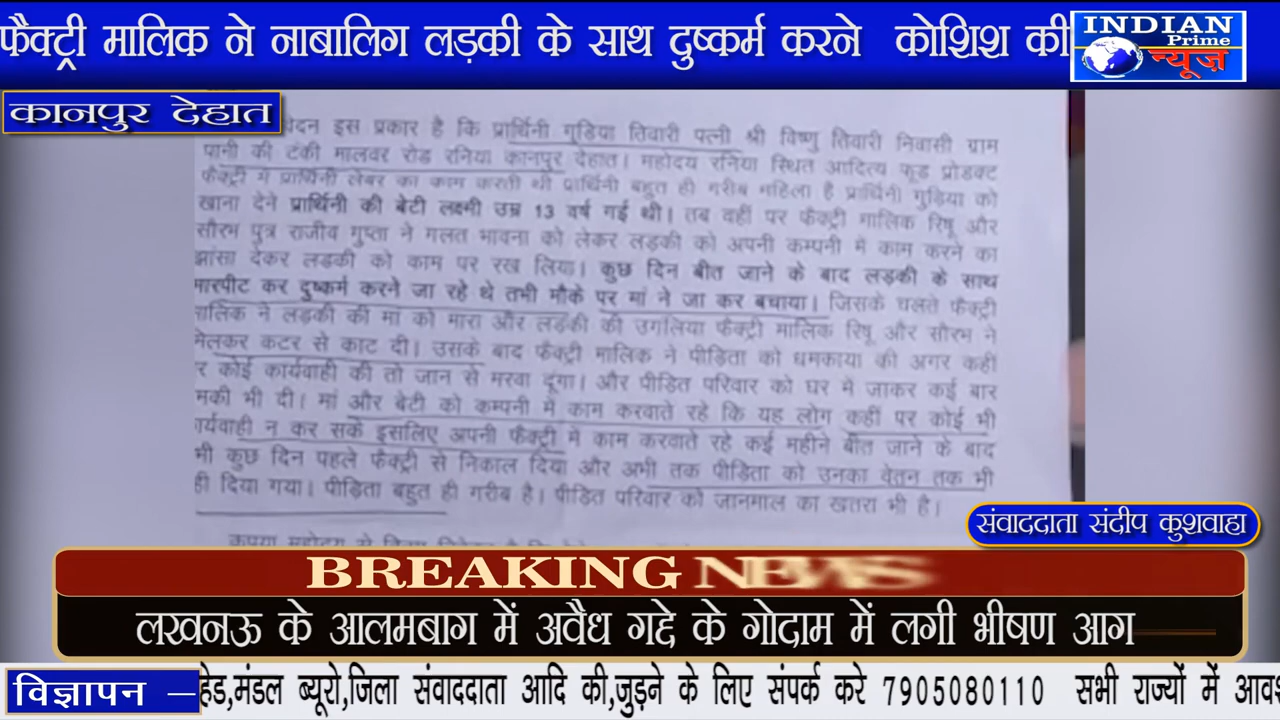 फैक्ट्री मालिक ने नाबालिग लड़की के साथ दुष्कर्म करने कोशिश की
INDIAN
Prime
न्यूज़
कानपुर देहात
वेदन इस प्रकार है कि प्रार्थिनी गुड़िया तिवारी पत्नी श्री विष्णु तिवारी निवासी ग्राम
पानी की टंकी मालवर रोड रनिया कानपुर देहात। महोदय रनिया स्थित आदित्य फूड प्रोडक्ट
फैक्ट्री में प्रार्थिनी लेबर का काम करती थी प्रार्थिनी बहुत ही गरीब महिला है प्रार्थिनी गुड़िया को
खाना देने प्रार्थिनी की बेटी लक्ष्मी उम्र 13 वर्ष गई थी। तब वहीं पर फैक्ट्री मालिक रिषू और
सौरभ पुत्र राजीव गुप्ता ने गलत भावना को लेकर लड़की को अपनी कम्पनी में काम करने का
झांसा देकर लड़की को काम पर रख लिया। कुछ दिन बीत जाने के बाद लड़की के साथ
मारपीट कर दुष्कर्म करने जा रहे थे तभी मौके पर मां ने जा कर बचाया। जिसके चलते फैक्ट्री
मालिक ने लड़की की मां को मारा और लड़की की उगलिया फैक्ट्री मालिक रिषू और सौरभ ने
मिलकर कटर से काट दी। उसके बाद फैक्ट्री मालिक ने पीड़िता को धमकाया की अगर कहीं
र कोई कार्यवाही की तो जान से मरवा दूंगा। और पीड़ित परिवार को घर में जाकर कई बार
मकी भी दी। मां और बेटी को कम्पनी में काम करवाते रहे कि यह लोग कहीं पर कोई भी
ार्यवाही न कर सकें इसलिए अपनी फैक्ट्री में काम करवाते रहे कई महीने बीत जाने के बाद
भी कुछ दिन पहले फैक्ट्री से निकाल दिया और अभी तक पीड़िता को उनका वेतन तक भी
ही दिया गया। पीड़िता बहुत ही गरीब है। पीड़ित परिवार को जानमाल का खतरा भी है।
संवाददाता संदीप कुशवाहा
BREAKING NEWS
लखनऊ के आलमबाग में अवैध गद्दे के गोदाम में लगी भीषण आग
विज्ञापन – हेड,मंडल ब्यूरो,जिला संवाददाता आदि की,जुड़ने के लिए संपर्क करे 7905080110 सभी राज्यों में आवश